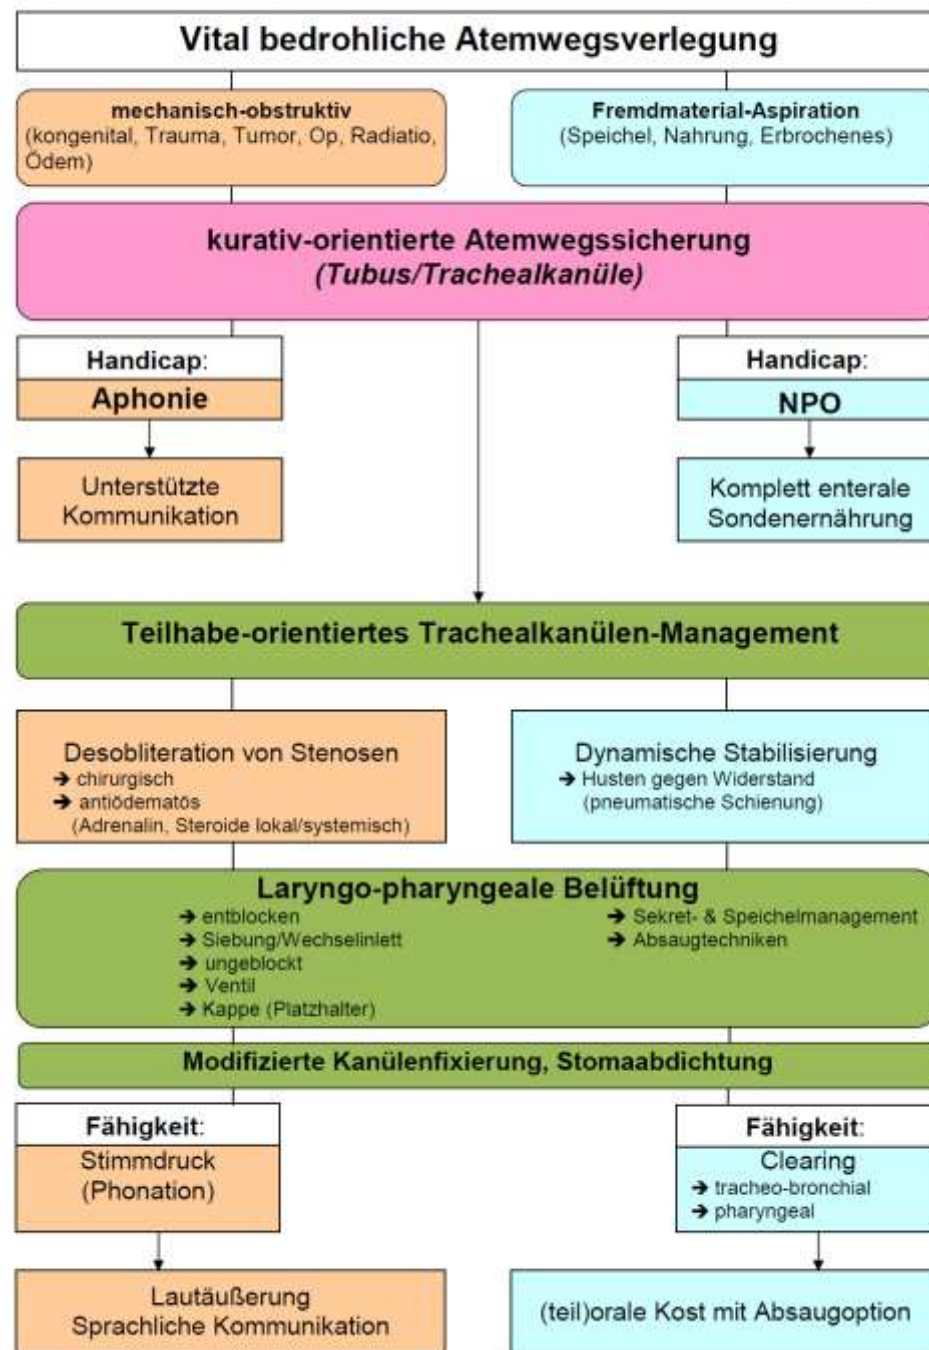 Vital bedrohliche Atemwegsverlegung
mechanisch-obstruktiv
(kongenital, Trauma, Tumor, Op, Radiatio,
Ödem)
Fremdmaterial-Aspiration
(Speichel, Nahrung, Erbrochenes)
kurativ-orientierte Atemwegssicherung
(Tubus/Trachealkanüle)
Handicap:
Aphonie
Unterstützte
Kommunikation
Handicap:
NPO
Komplett enterale
Sondenernährung
Teilhabe-orientiertes Trachealkanülen-Management
Desobliteration von Stenosen
➔ chirurgisch
➔ antiödematös
(Adrenalin, Steroide lokal/systemisch)
Dynamische Stabilisierung
➔ Husten gegen Widerstand
(pneumatische Schienung)
Laryngo-pharyngeale Belüftung
➔ entblocken
➔ Siebung/Wechselinlett
➔ ungeblockt
➔ Ventil
➔ Kappe (Platzhalter)
➔ Sekret- & Speichelmanagement
➔ Absaugtechniken
Modifizierte Kanülenfixierung, Stomaabdichtung
Fähigkeit:
Stimmdruck
(Phonation)
Lautäußerung
Sprachliche Kommunikation
Fähigkeit:
Clearing
➔ tracheo-bronchial
➔ pharyngeal
(teil)orale Kost mit Absaugoption